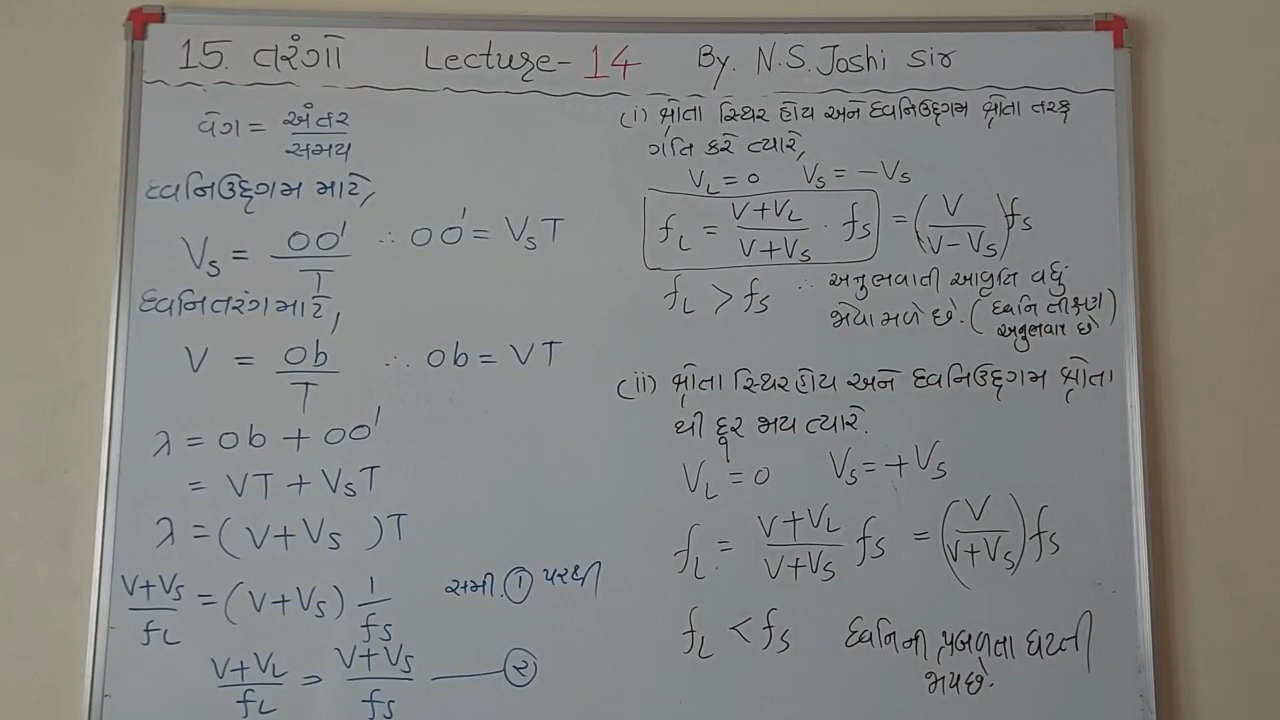 15. તરંગો Lecture-14 By. N.S.Joshi Sir
વેગ = અંતર / સમય
ધ્વનિઉદ્દગમ માટે,
Vs = OO' / T ∴ OO' = VsT
ધ્વનિતરંગ માટે,
V = Ob / T ∴ Ob = VT
λ = Ob + OO'
= VT + VsT
λ = (V+Vs)T
V+Vs / fL = (V+Vs) 1 / fs સમી. ① પરથી
V+VL / fL = V+Vs / fs —— ②
(i) શ્રોતા સ્થિર હોય અને ધ્વનિઉદ્દગમ શ્રોતા તરફ
ગતિ કરે ત્યારે,
VL = 0 Vs = -Vs
fL = V+VL / V+Vs · fs = (V / V-Vs) fs
fL > fs ∴ અનુભવાતી આવૃતિ વધુ
જોવા મળે છે. (ધ્વનિ તીક્ષ્ણ
અનુભવાય છે)
(ii) શ્રોતા સ્થિર હોય અને ધ્વનિઉદ્દગમ શ્રોતા
થી દૂર જાય ત્યારે.
VL = 0 Vs = +Vs
fL = V+VL / V+Vs fs = (V / V+Vs) fs
fL < fs ધ્વનિની પ્રબળતા ઘટતી
જાય છે.